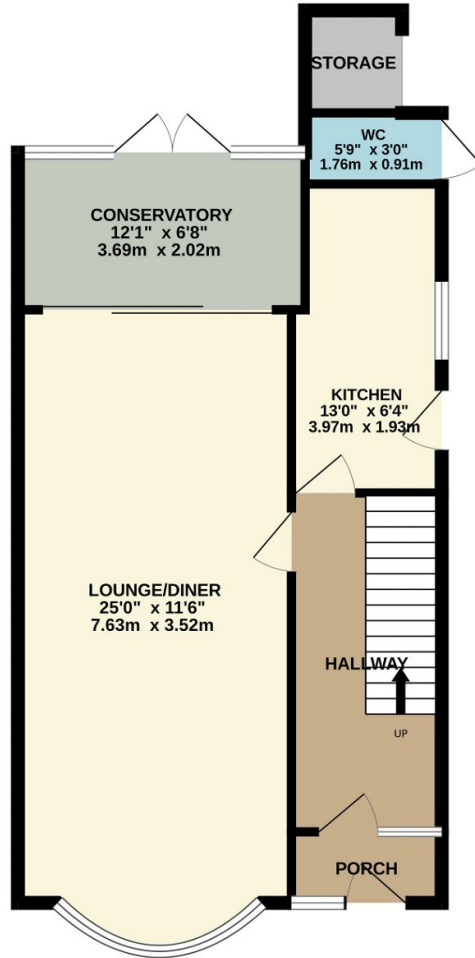 STORAGE
WC
5'9" x 3'0"
1.76m x 0.91m
CONSERVATORY
12'1" x 6'8"
3.69m x 2.02m
KITCHEN
13'0" x 6'4"
3.97m x 1.93m
LOUNGE/DINER
25'0" x 11'6"
7.63m x 3.52m
HALLWAY
UP
PORCH